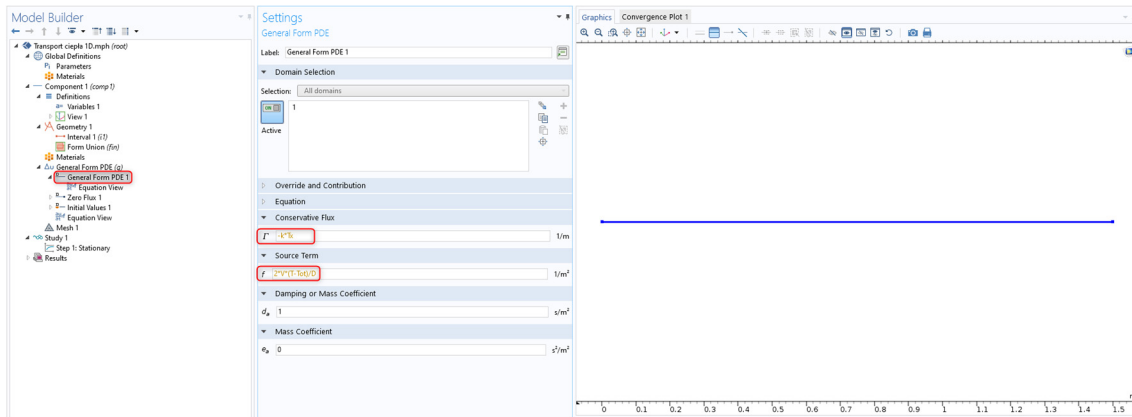 Model Builder
Transport ciepła 1D.mph (root)
Global Definitions
Pi Parameters
Materials
Component 1 (comp1)
Definitions
a= Variables 1
View 1
Geometry 1
Interval 1 (i1)
Form Union (fin)
Materials
Δu General Form PDE (g)
General Form PDE 1
Equation View
Zero Flux 1
Initial Values 1
Equation View
Mesh 1
Study 1
Step 1: Stationary
Results
Settings
General Form PDE
Label: General Form PDE 1
Domain Selection
Selection: All domains
1
Active
Override and Contribution
Equation
Conservative Flux
Γ -k*Tx 1/m
Source Term
f 2*V*(T-Tot)/D 1/m²
Damping or Mass Coefficient
da 1 s/m²
Mass Coefficient
ea 0 s²/m²
Graphics Convergence Plot 1
0 0.1 0.2 0.3 0.4 0.5 0.6 0.7 0.8 0.9 1 1.1 1.2 1.3 1.4 1.5